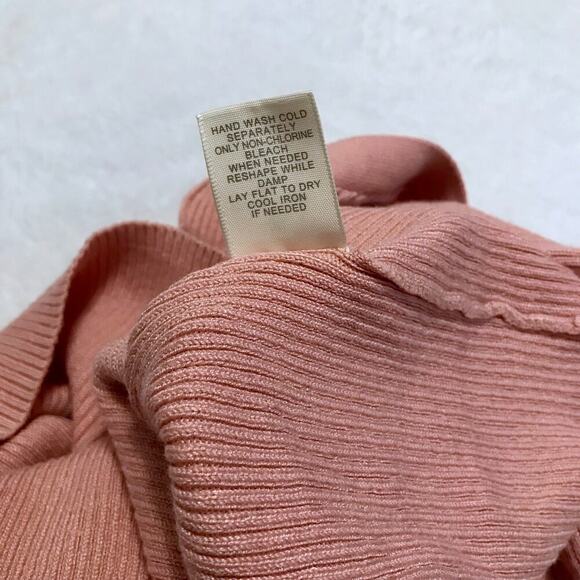 HAND WASH COLD
SEPARATELY
ONLY NON-CHLORINE
BLEACH
WHEN NEEDED
RESHAPE WHILE
DAMP
LAY FLAT TO DRY
COOL IRON
IF NEEDED